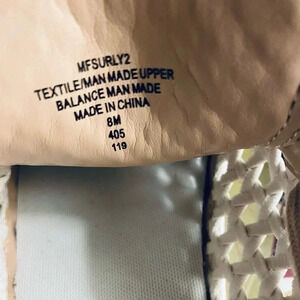 MFSURLY2
TEXTILE/MAN MADE UPPER
BALANCE MAN MADE
MADE IN CHINA
8M
405
119